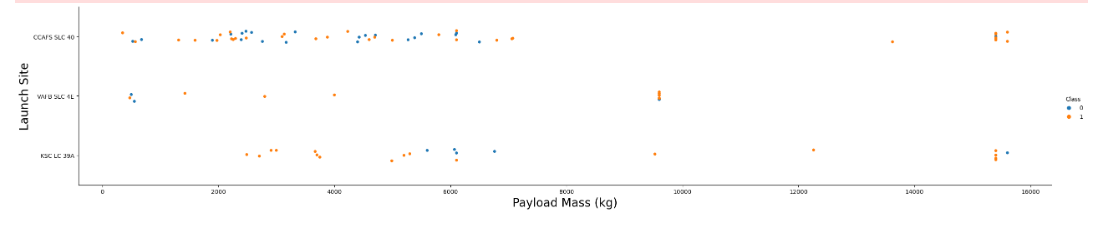 CCAFS SLC 40
VAFB SLC 4E
KSC LC 39A
Launch Site
0
2000
4000
6000
8000
10000
12000
14000
16000
Payload Mass (kg)
Class
0
1